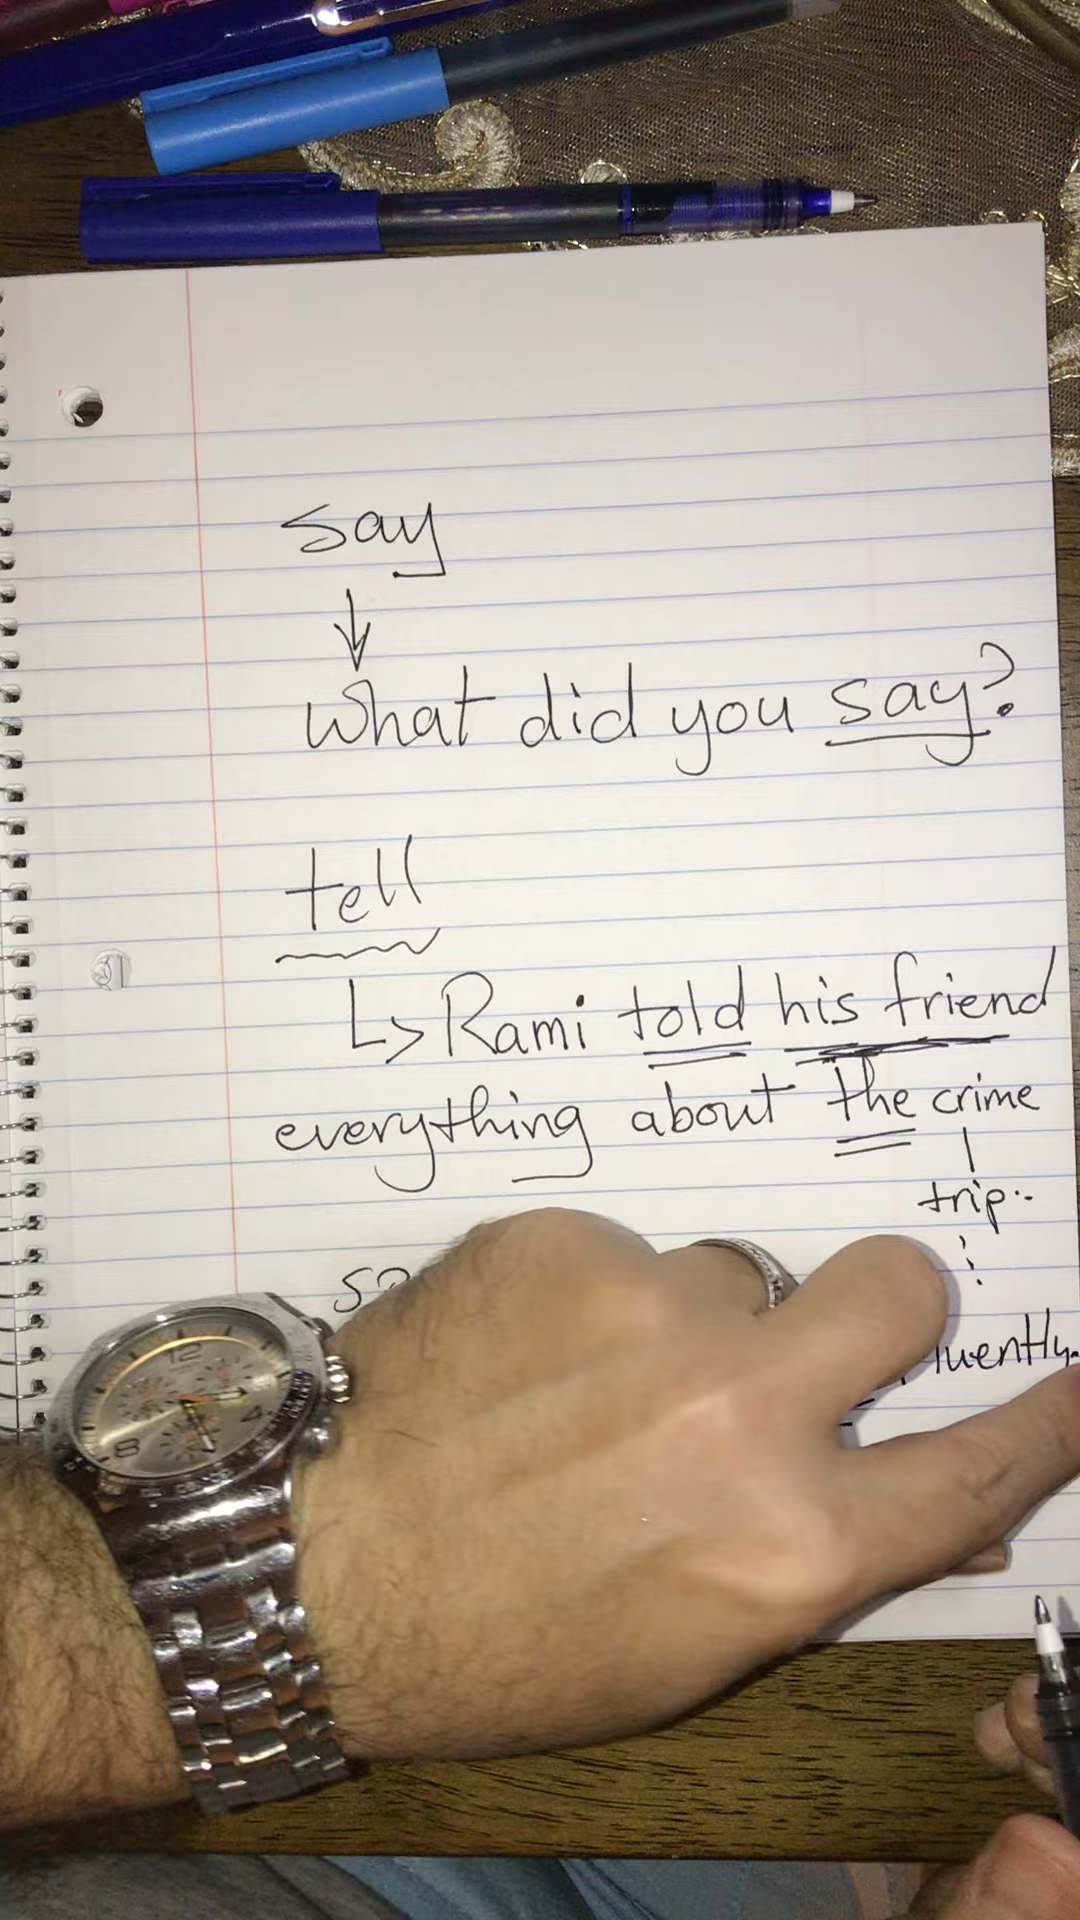 say
↓
What did you say?
tell
↳ Rami told his friend
everything about the crime
trip..